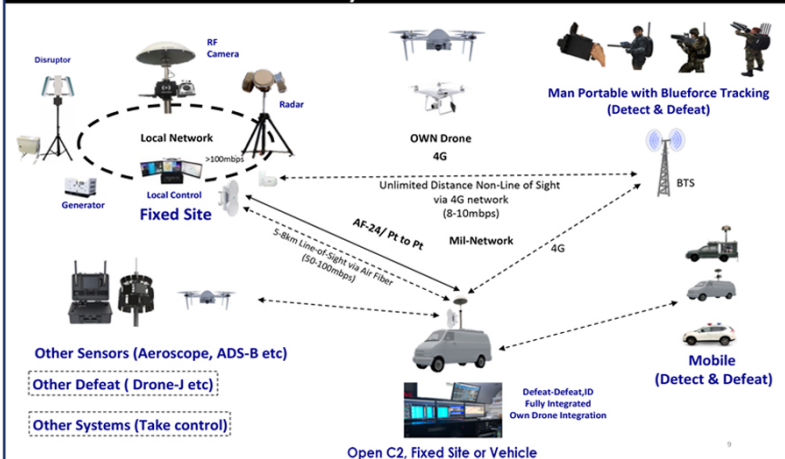 RF
Camera
Disruptor
Radar
Local Network
>100mbps
Local Control
Generator
Fixed Site
OWN Drone
4G
Man Portable with Blueforce Tracking
(Detect & Defeat)
BTS
Unlimited Distance Non-Line of Sight
via 4G network
(8-10mbps)
AF-24/ Pt to Pt
Mil-Network
4G
5-8km Line-of-Sight via Air Fiber
(50-100mbps)
Other Sensors (Aeroscope, ADS-B etc)
Other Defeat ( Drone-J etc)
Other Systems (Take control)
Mobile
(Detect & Defeat)
Defeat-Defeat,ID
Fully Integrated
Own Drone Integration
Open C2, Fixed Site or Vehicle
9